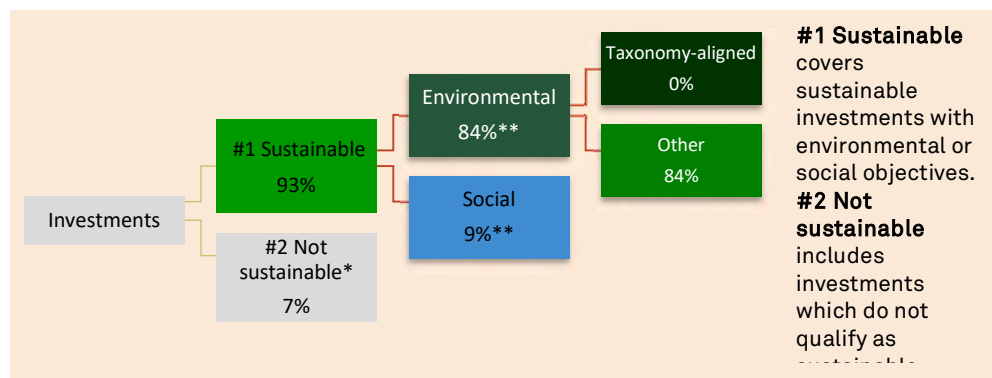 Investments
#1 Sustainable
93%
#2 Not
sustainable*
7%
Environmental
84%**
Social
9%**
Taxonomy-aligned
0%
Other
84%
#1 Sustainable
covers
sustainable
investments with
environmental or
social objectives.
#2 Not
sustainable
includes
investments
which do not
qualify as